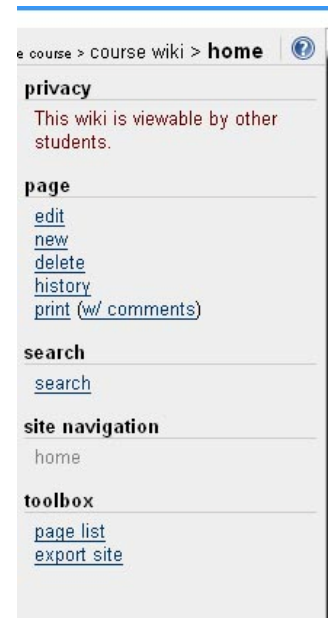 e course > course wiki > home
privacy
This wiki is viewable by other
students.
page
edit
new
delete
history
print (w/ comments)
search
search
site navigation
home
toolbox
page list
export site